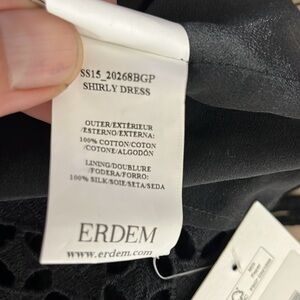 SS15_20268BGP
SHIRLY DRESS
OUTER/EXTÉRIEUR
/ESTERNO/EXTERNA:
100% COTTON/COTON
/COTONE/ALGODÓN
LINING/DOUBLURE
/FODERA/FORRO:
100% SILK/SOIE/SETA/SEDA
ERDEM
www.erdem.com